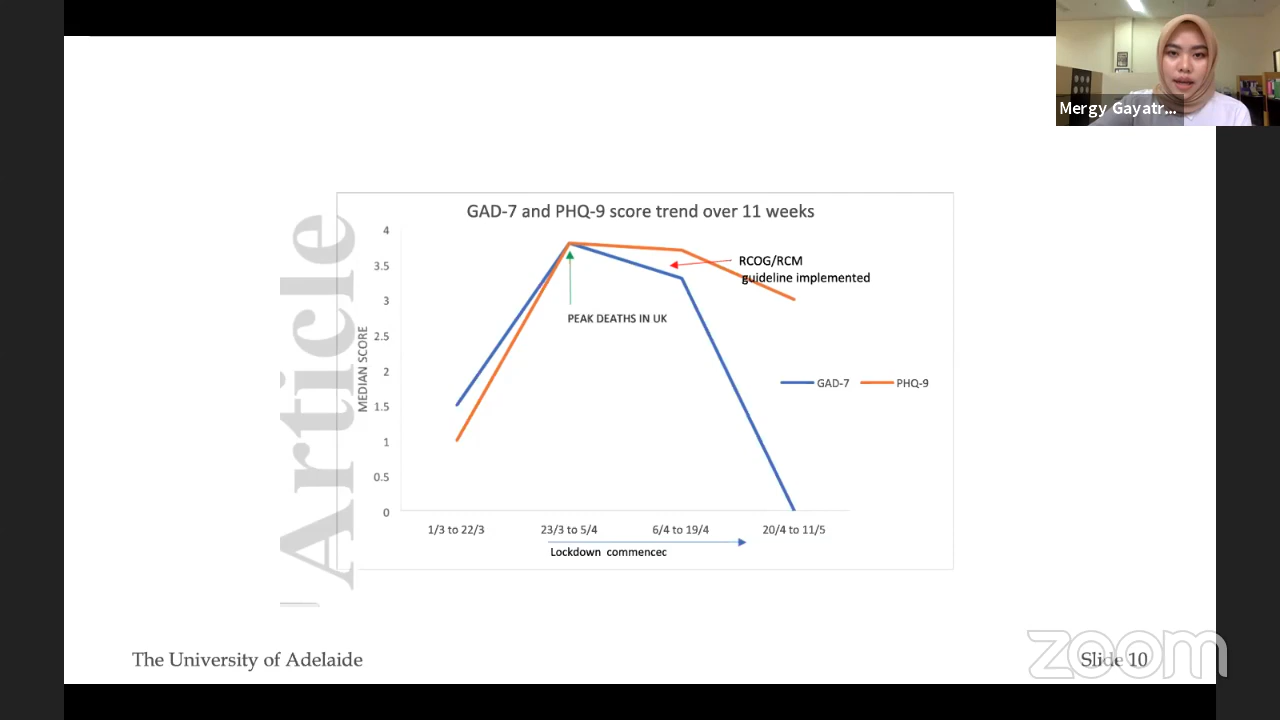 Mergy Gayatr...
Article
GAD-7 and PHQ-9 score trend over 11 weeks
4
3.5
3
2.5
2
1.5
1
0.5
0
MEDIAN SCORE
RCOG/RCM
guideline implemented
PEAK DEATHS IN UK
GAD-7 PHQ-9
1/3 to 22/3 23/3 to 5/4 6/4 to 19/4 20/4 to 11/5
Lockdown commencec
The University of Adelaide
Slide 10
zoom